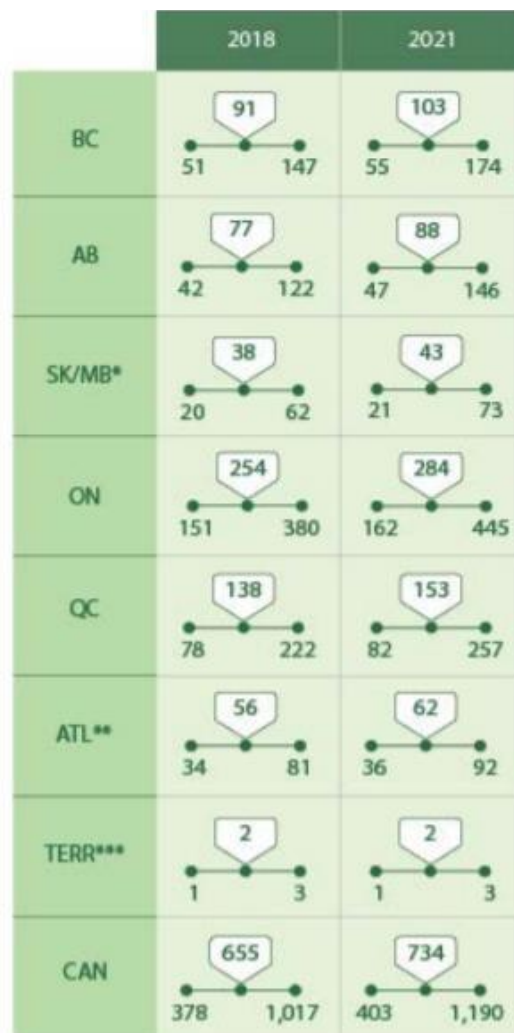 2018 2021
BC 91 103
51 147 55 174
AB 77 88
42 122 47 146
SK/MB* 38 43
20 62 21 73
ON 254 284
151 380 162 445
QC 138 153
78 222 82 257
ATL** 56 62
34 81 36 92
TERR*** 2 2
1 3 1 3
CAN 655 734
378 1,017 403 1,190